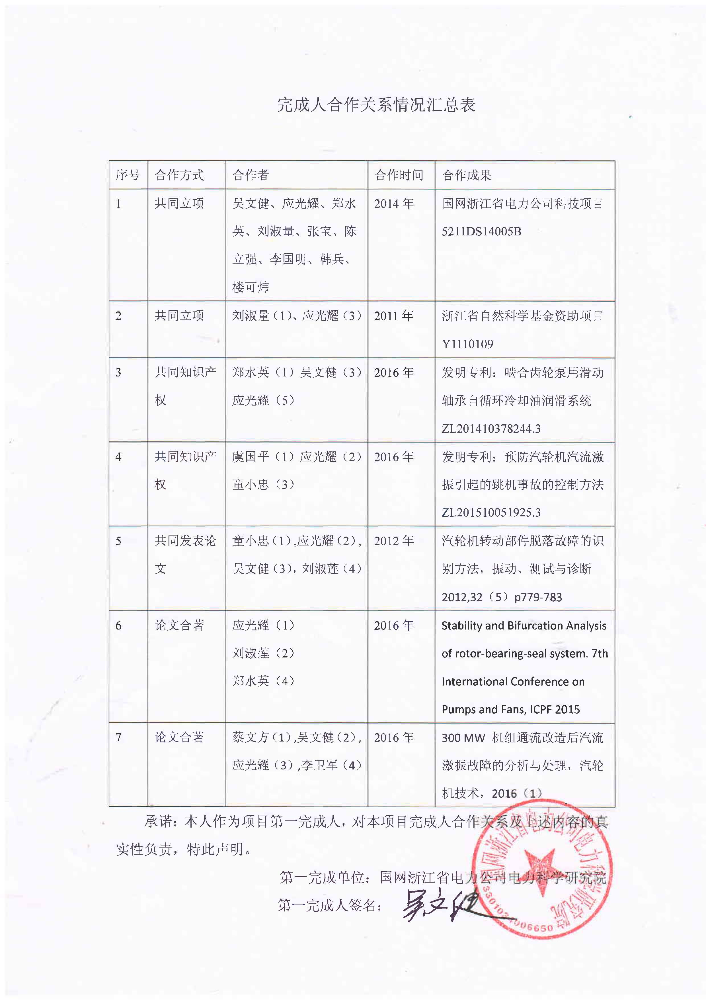 完成人合作关系情况汇总表
序号 合作方式 合作者 合作时间 合作成果
1 共同立项 吴文健、应光耀、郑水 2014 年 国网浙江省电力公司科技项目
英、刘淑量、张宝、陈 5211DS14005B
立强、李国明、韩兵、
楼可炜
2 共同立项 刘淑量（1）、应光耀（3） 2011 年 浙江省自然科学基金资助项目
Y1110109
3 共同知识产 郑水英（1）吴文健（3） 2016 年 发明专利：啮合齿轮泵用滑动
权 应光耀（5） 轴承自循环冷却油润滑系统
ZL201410378244.3
4 共同知识产 虞国平（1）应光耀（2） 2016 年 发明专利：预防汽轮机汽流激
权 童小忠（3） 振引起的跳机事故的控制方法
ZL201510051925.3
5 共同发表论 童小忠（1）,应光耀（2）, 2012 年 汽轮机转动部件脱落故障的识
文 吴文健（3），刘淑莲（4） 别方法，振动、测试与诊断
2012,32（5）p779-783
6 论文合著 应光耀（1） 2016 年 Stability and Bifurcation Analysis
刘淑莲（2） of rotor-bearing-seal system. 7th
郑水英（4） International Conference on
Pumps and Fans, ICPF 2015
7 论文合著 蔡文方（1）,吴文健（2）, 2016 年 300 MW 机组通流改造后汽流
应光耀（3）,李卫军（4） 激振故障的分析与处理，汽轮
机技术，2016（1）
承诺：本人作为项目第一完成人，对本项目完成人合作关系及上述内容的真
实性负责，特此声明。
第一完成单位：国网浙江省电力公司电力科学研究院
第一完成人签名：吴文健
国网浙江省电力公司电力科学研究院